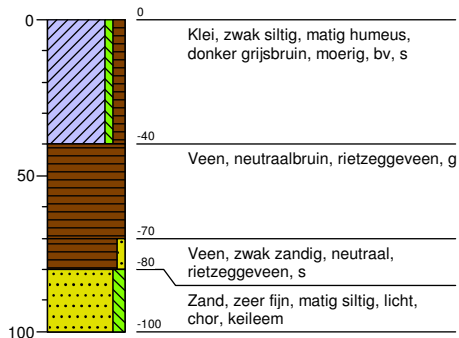 0
0
Klei, zwak siltig, matig humeus,
donker grijsbruin, moerig, bv, s
-40
Veen, neutraalbruin, rietzeggeveen, g
50
-70
Veen, zwak zandig, neutraal,
rietzeggeveen, s
-80
Zand, zeer fijn, matig siltig, licht,
chor, keileem
100
-100